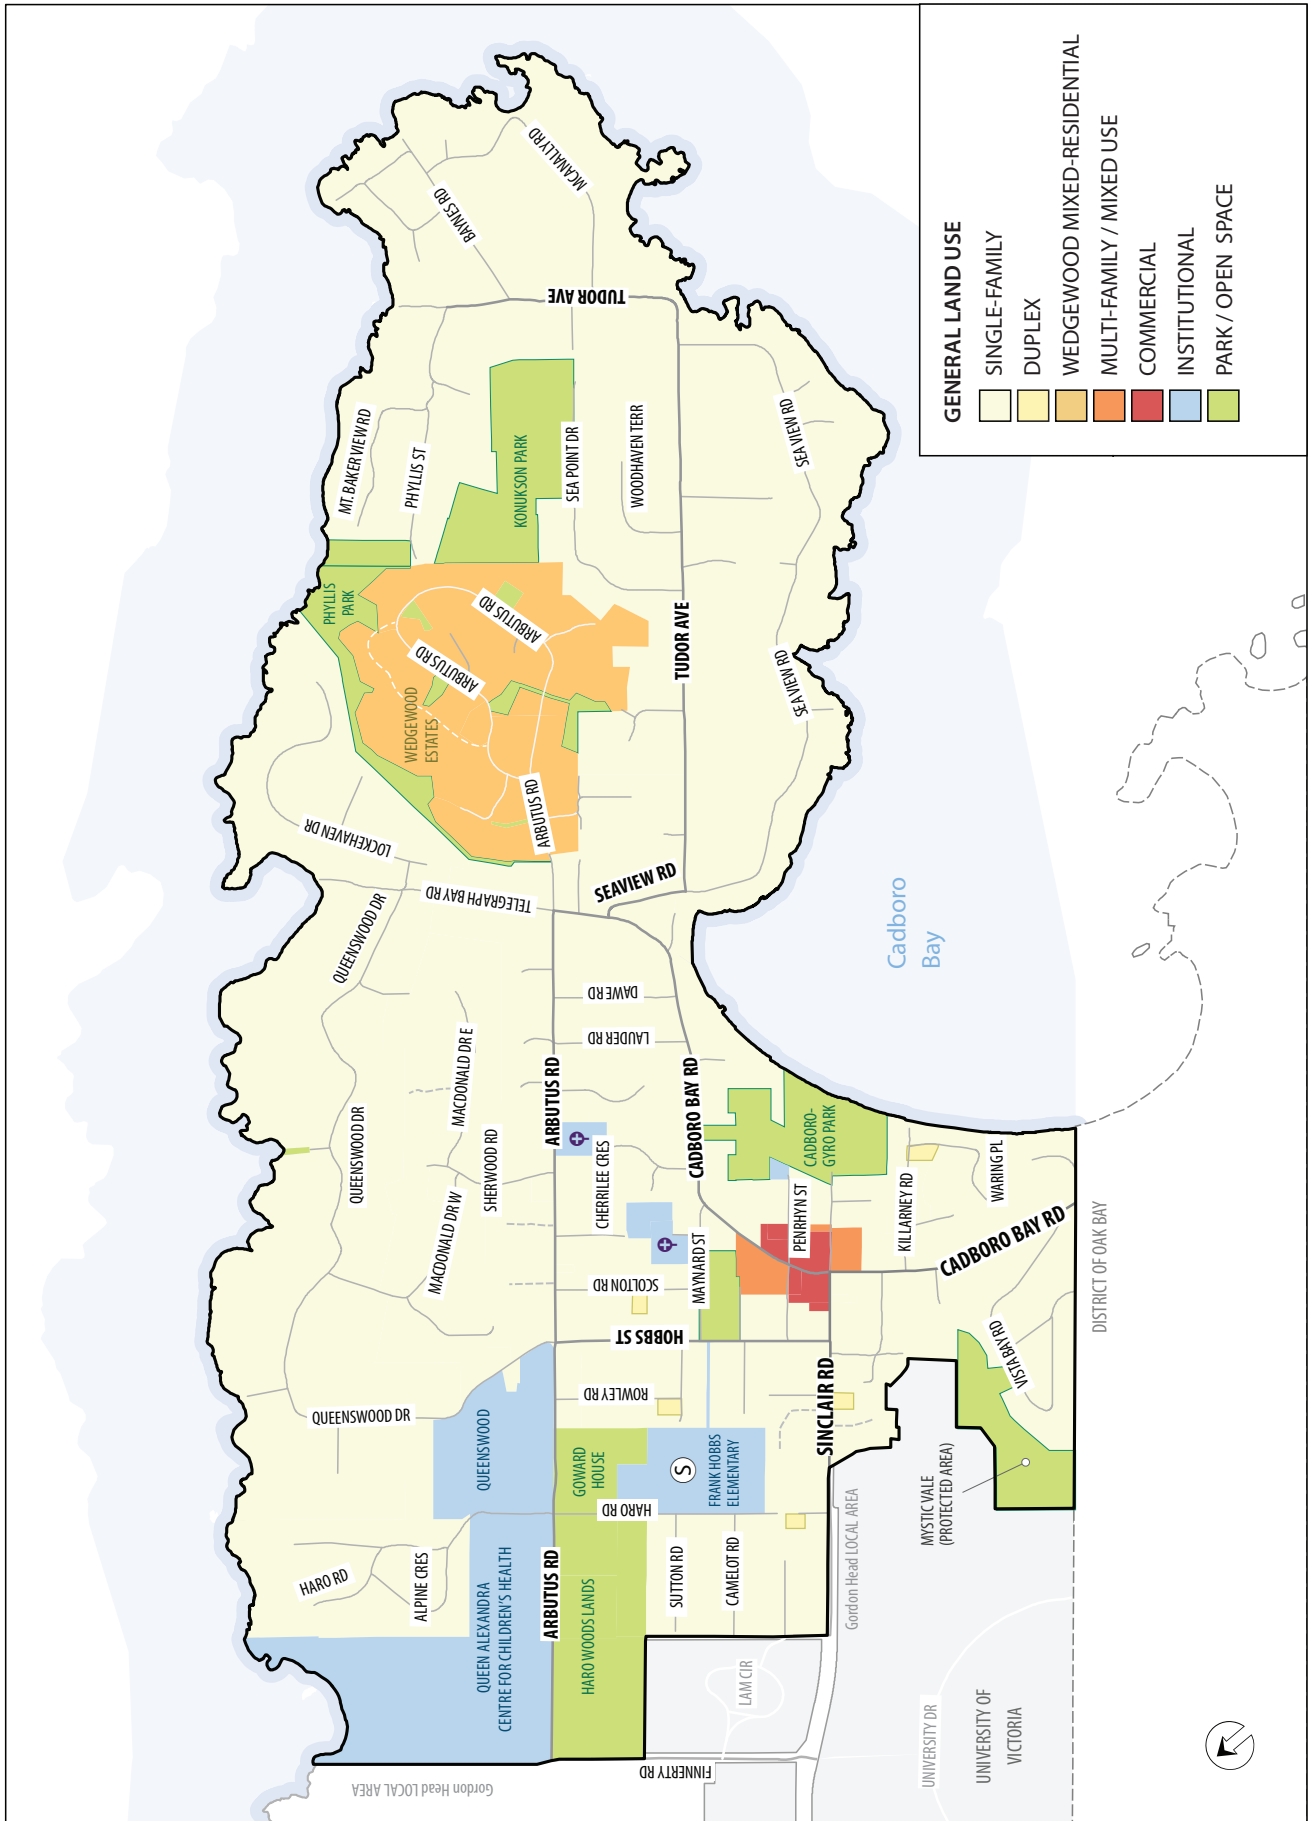 GENERAL LAND USE
SINGLE-FAMILY
DUPLEX
WEDGEWOOD MIXED-RESIDENTIAL
MULTI-FAMILY / MIXED USE
COMMERCIAL
INSTITUTIONAL
PARK / OPEN SPACE
BAYNES RD
MCANALLY RD
TUDOR AVE
MT. BAKER VIEW RD
PHYLLIS ST
KONUKSON PARK
SEA POINT DR
WOODHAVEN TERR
SEA VIEW RD
PHYLLIS
PARK
ARBUTUS RD
ARBUTUS RD
TUDOR AVE
SEA VIEW RD
WEDGEWOOD
ESTATES
ARBUTUS RD
LOCKEHAVEN DR
TELEGRAPH BAY RD
SEAVIEW RD
QUEENSWOOD DR
Cadboro
Bay
DAWE RD
LAUDER RD
MACDONALD DR E
ARBUTUS RD
CADBORO BAY RD
QUEENSWOOD DR
SHERWOOD RD
CHERRILEE CRES
CADBORO-
GYRO PARK
MACDONALD DR W
SCOLTON RD
MAYNARD ST
PENRHYN ST
KILLARNEY RD
WARING PL
CADBORO BAY RD
DISTRICT OF OAK BAY
HOBBS ST
VISTA BAY RD
QUEENSWOOD DR
ROWLEY RD
SINCLAIR RD
QUEENSWOOD
GOWARD
HOUSE
S
FRANK HOBBS
ELEMENTARY
HARO RD
MYSTIC VALE
(PROTECTED AREA)
HARO RD
ALPINE CRES
ARBUTUS RD
SUTTON RD
CAMELOT RD
Gordon Head LOCAL AREA
QUEEN ALEXANDRA
CENTRE FOR CHILDREN'S HEALTH
HARO WOODS LANDS
LAM CIR
UNIVERSITY DR
UNIVERSITY OF
VICTORIA
FINNERTY RD
Gordon Head LOCAL AREA